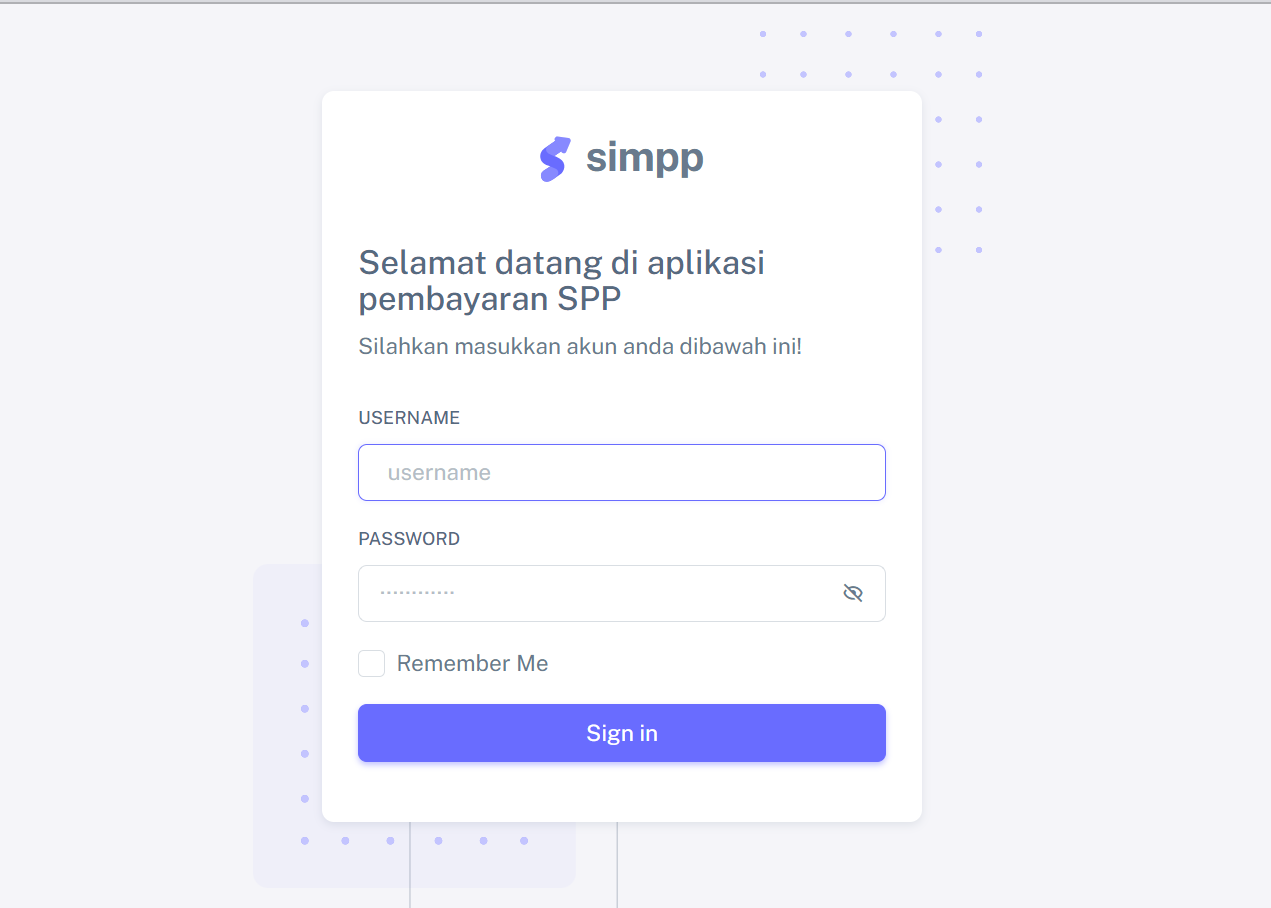 simpp
Selamat datang di aplikasi
pembayaran SPP
Silahkan masukkan akun anda dibawah ini!
USERNAME
username
PASSWORD
············
Remember Me
Sign in